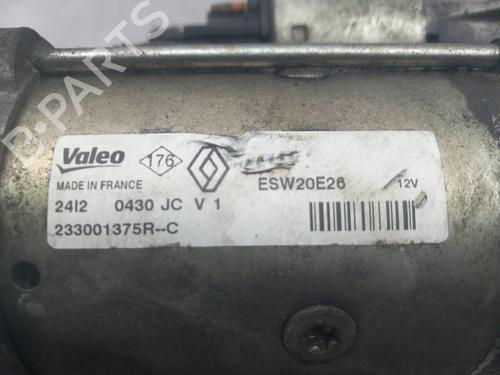 B-PARTS
Valeo 176 ESW20E26 12V
MADE IN FRANCE
24I2 0430 JC V 1
233001375R--C